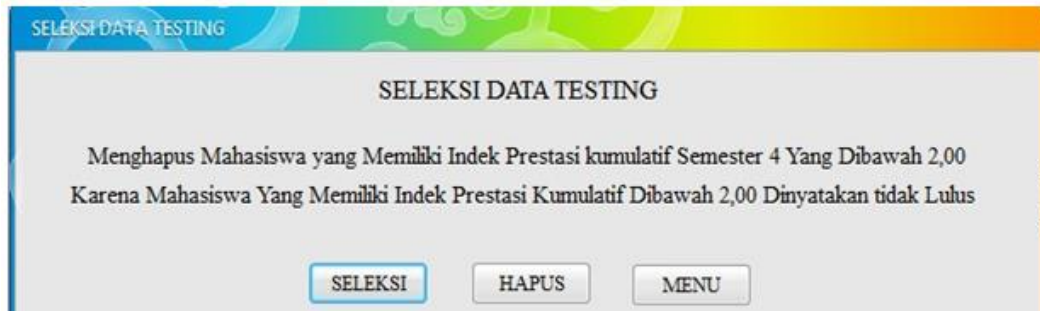 SELEKSI DATA TESTING
SELEKSI DATA TESTING
Menghapus Mahasiswa yang Memiliki Indek Prestasi kumulatif Semester 4 Yang Dibawah 2,00
Karena Mahasiswa Yang Memiliki Indek Prestasi Kumulatif Dibawah 2,00 Dinyatakan tidak Lulus
SELEKSI HAPUS MENU